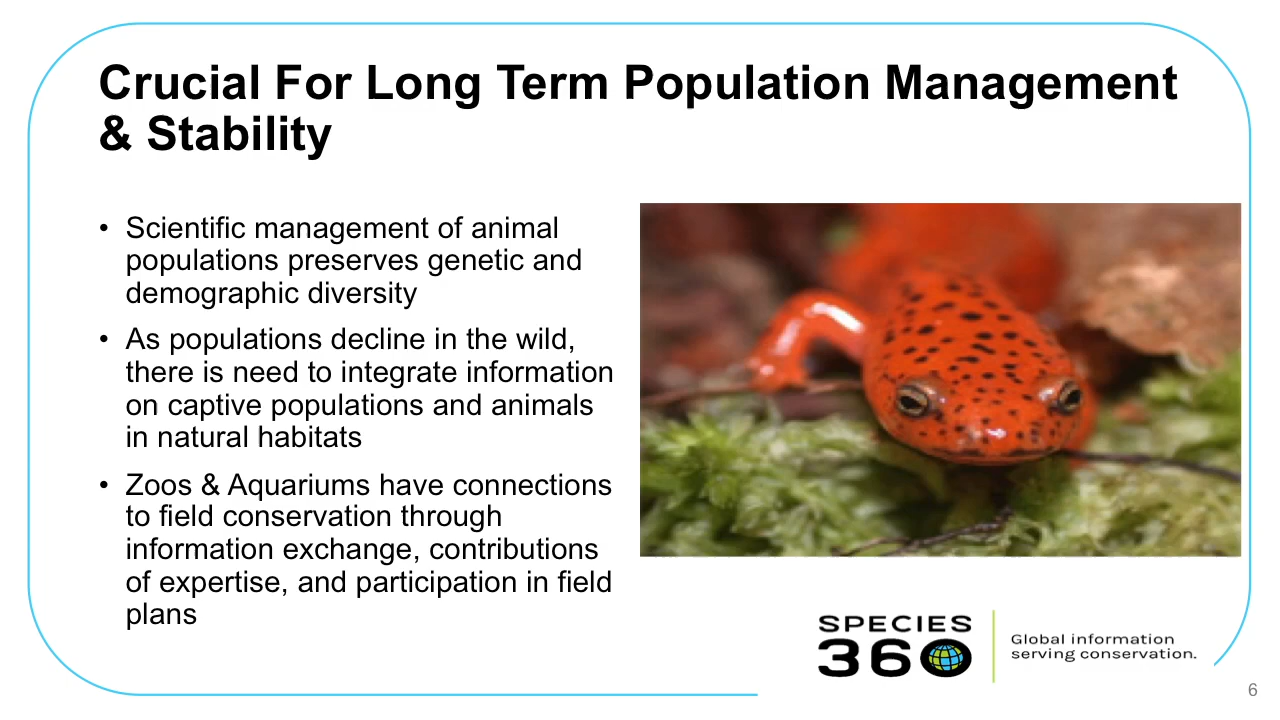 Crucial For Long Term Population Management
& Stability
• Scientific management of animal
populations preserves genetic and
demographic diversity
• As populations decline in the wild,
there is need to integrate information
on captive populations and animals
in natural habitats
• Zoos & Aquariums have connections
to field conservation through
information exchange, contributions
of expertise, and participation in field
plans
SPECIES
360
Global information
serving conservation.
6